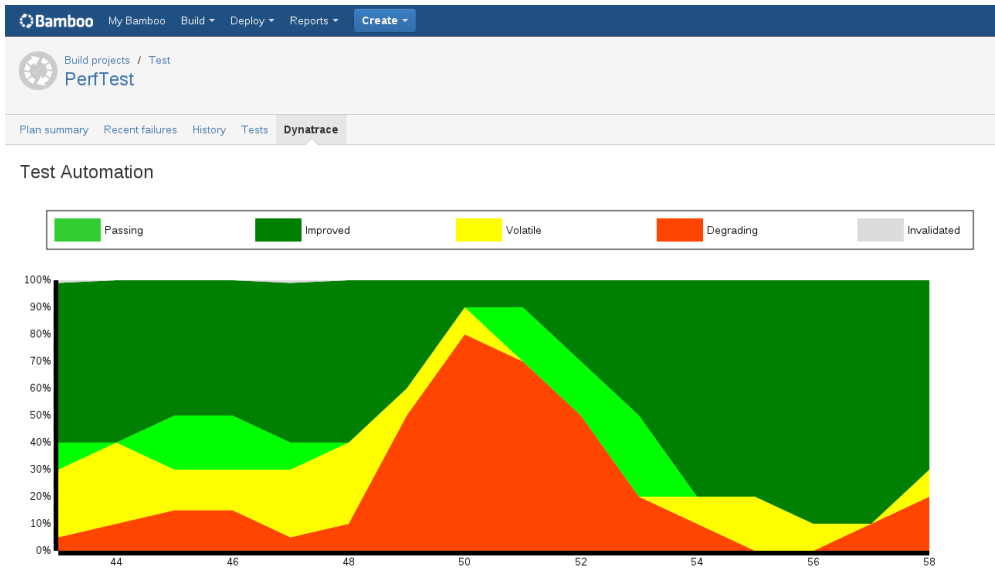 Bamboo My Bamboo Build Deploy Reports Create
Build projects / Test
PerfTest
Plan summary Recent failures History Tests Dynatrace
Test Automation
Passing Improved Volatile Degrading Invalidated
100%
90%
80%
70%
60%
50%
40%
30%
20%
10%
0%
44 46 48 50 52 54 56 58